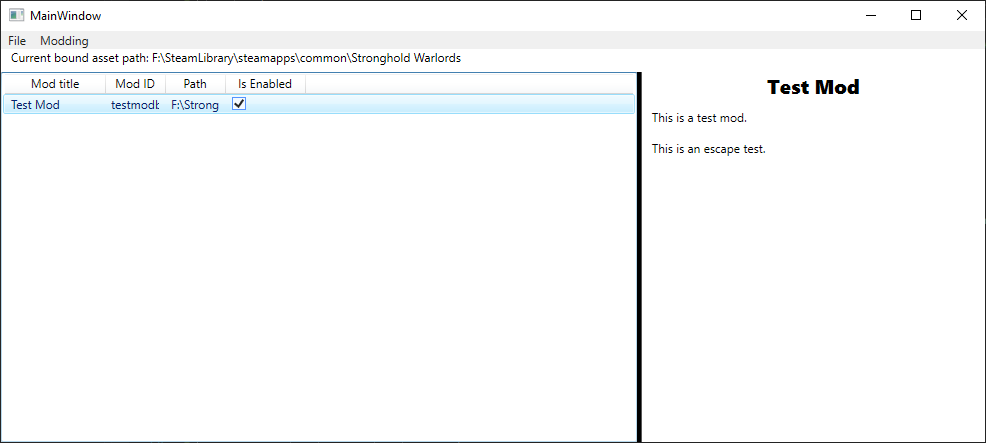 MainWindow
File Modding
Current bound asset path: F:\SteamLibrary\steamapps\common\Stronghold Warlords
Mod title Mod ID Path Is Enabled
Test Mod testmodb F:\Strong
Test Mod
This is a test mod.
This is an escape test.